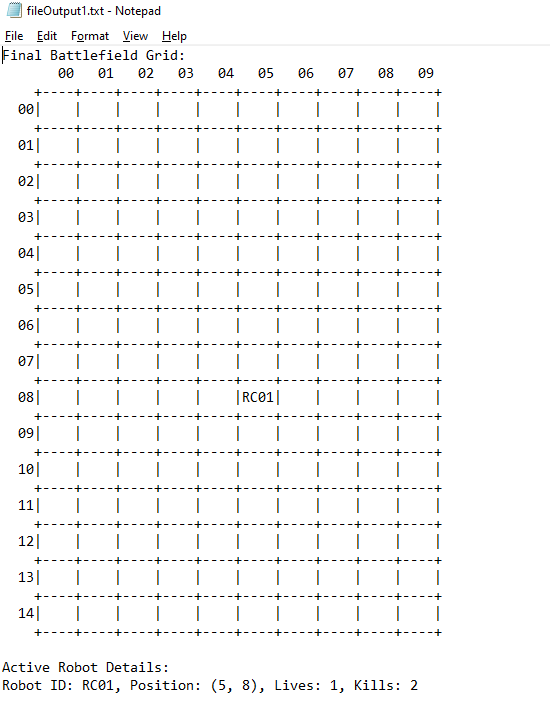 fileOutput1.txt - Notepad
File Edit Format View Help
Final Battlefield Grid:
       00   01   02   03   04   05   06   07   08   09
    +----+----+----+----+----+----+----+----+----+----+
  00|    |    |    |    |    |    |    |    |    |    |
    +----+----+----+----+----+----+----+----+----+----+
  01|    |    |    |    |    |    |    |    |    |    |
    +----+----+----+----+----+----+----+----+----+----+
  02|    |    |    |    |    |    |    |    |    |    |
    +----+----+----+----+----+----+----+----+----+----+
  03|    |    |    |    |    |    |    |    |    |    |
    +----+----+----+----+----+----+----+----+----+----+
  04|    |    |    |    |    |    |    |    |    |    |
    +----+----+----+----+----+----+----+----+----+----+
  05|    |    |    |    |    |    |    |    |    |    |
    +----+----+----+----+----+----+----+----+----+----+
  06|    |    |    |    |    |    |    |    |    |    |
    +----+----+----+----+----+----+----+----+----+----+
  07|    |    |    |    |    |    |    |    |    |    |
    +----+----+----+----+----+----+----+----+----+----+
  08|    |    |    |    |    |RC01|    |    |    |    |
    +----+----+----+----+----+----+----+----+----+----+
  09|    |    |    |    |    |    |    |    |    |    |
    +----+----+----+----+----+----+----+----+----+----+
  10|    |    |    |    |    |    |    |    |    |    |
    +----+----+----+----+----+----+----+----+----+----+
  11|    |    |    |    |    |    |    |    |    |    |
    +----+----+----+----+----+----+----+----+----+----+
  12|    |    |    |    |    |    |    |    |    |    |
    +----+----+----+----+----+----+----+----+----+----+
  13|    |    |    |    |    |    |    |    |    |    |
    +----+----+----+----+----+----+----+----+----+----+
  14|    |    |    |    |    |    |    |    |    |    |
    +----+----+----+----+----+----+----+----+----+----+
Active Robot Details:
Robot ID: RC01, Position: (5, 8), Lives: 1, Kills: 2